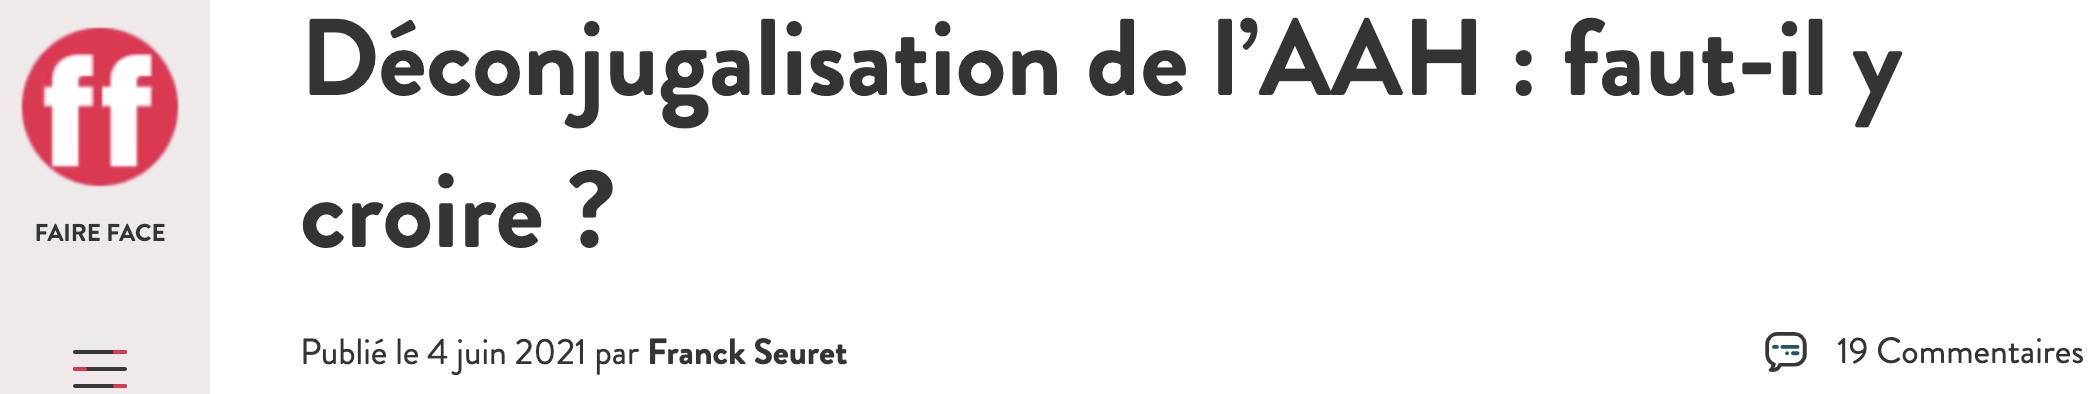 ff
FAIRE FACE
Déconjugalisation de l’AAH : faut-il y
croire ?
Publié le 4 juin 2021 par Franck Seuret
19 Commentaires